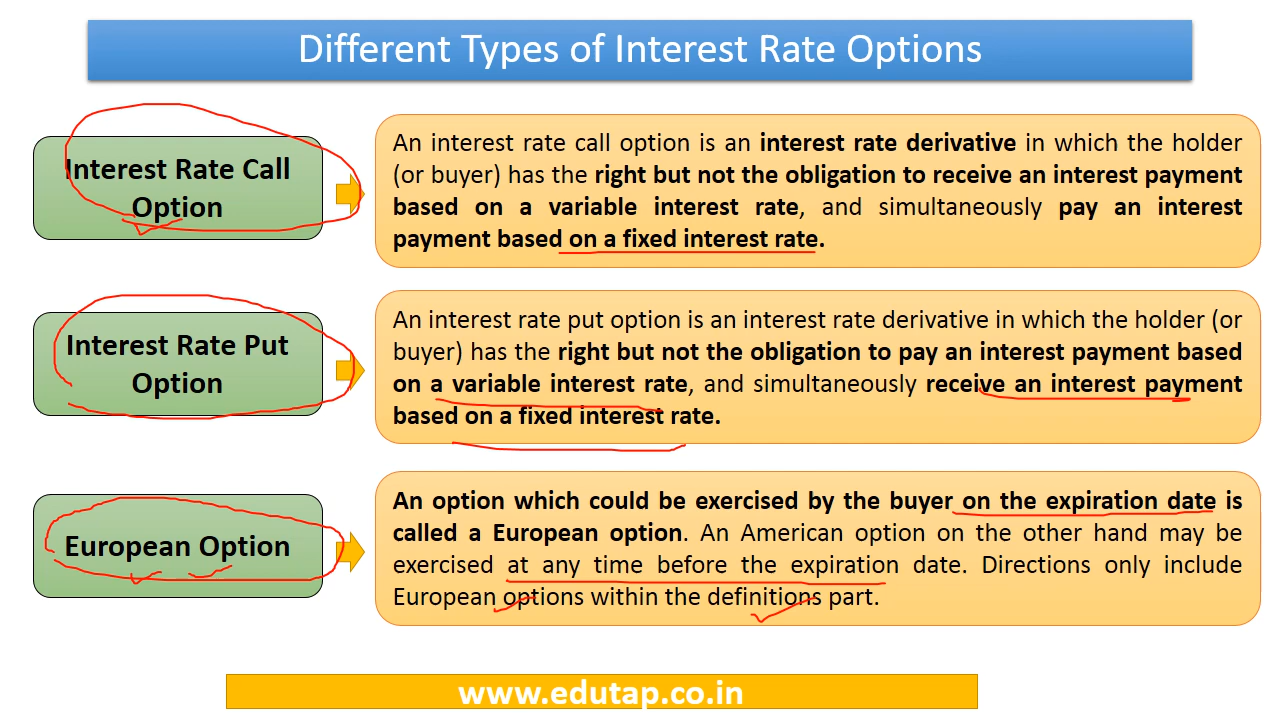 Different Types of Interest Rate Options
Interest Rate Call
Option
An interest rate call option is an interest rate derivative in which the holder
(or buyer) has the right but not the obligation to receive an interest payment
based on a variable interest rate, and simultaneously pay an interest
payment based on a fixed interest rate.
Interest Rate Put
Option
An interest rate put option is an interest rate derivative in which the holder (or
buyer) has the right but not the obligation to pay an interest payment based
on a variable interest rate, and simultaneously receive an interest payment
based on a fixed interest rate.
European Option
An option which could be exercised by the buyer on the expiration date is
called a European option. An American option on the other hand may be
exercised at any time before the expiration date. Directions only include
European options within the definitions part.
www.edutap.co.in